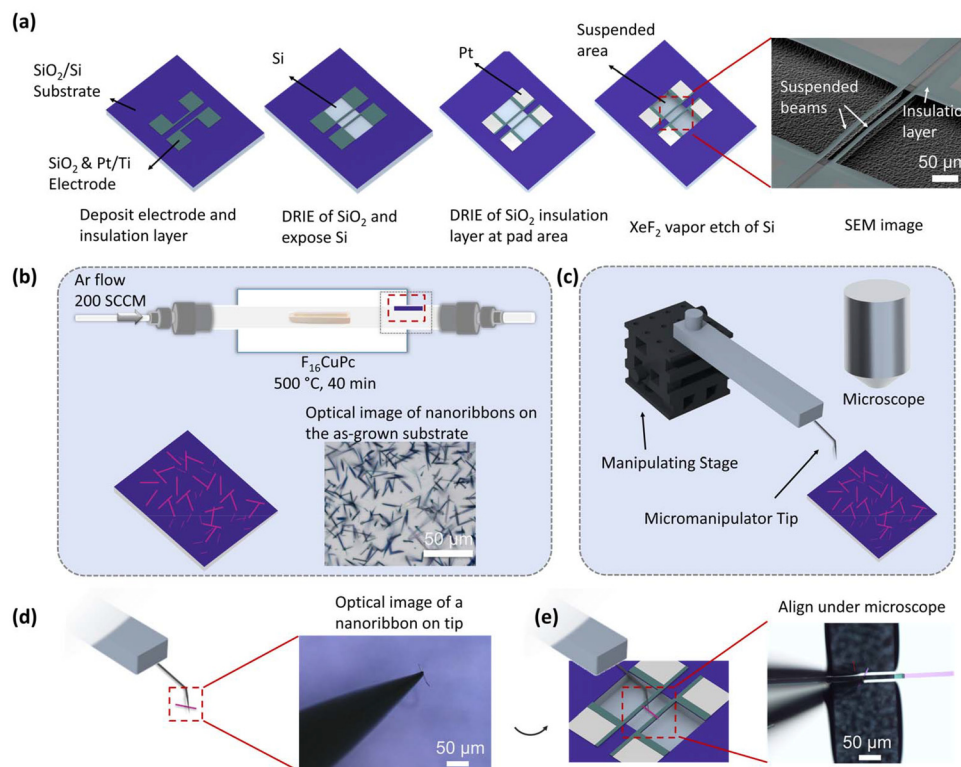 (a)
SiO₂/Si
Substrate
SiO₂ & Pt/Ti
Electrode
Si
Pt
Suspended
area
Suspended
beams
Insulation
layer
50 μm
Deposit electrode and
insulation layer
DRIE of SiO₂ and
expose Si
DRIE of SiO₂ insulation
layer at pad area
XeF₂ vapor etch of Si
SEM image
(b)
Ar flow
200 SCCM
F₁₆CuPc
500 °C, 40 min
Optical image of nanoribbons on
the as-grown substrate
50 μm
(c)
Microscope
Manipulating Stage
Micromanipulator Tip
(d)
Optical image of a
nanoribbon on tip
50 μm
(e)
Align under microscope
50 μm